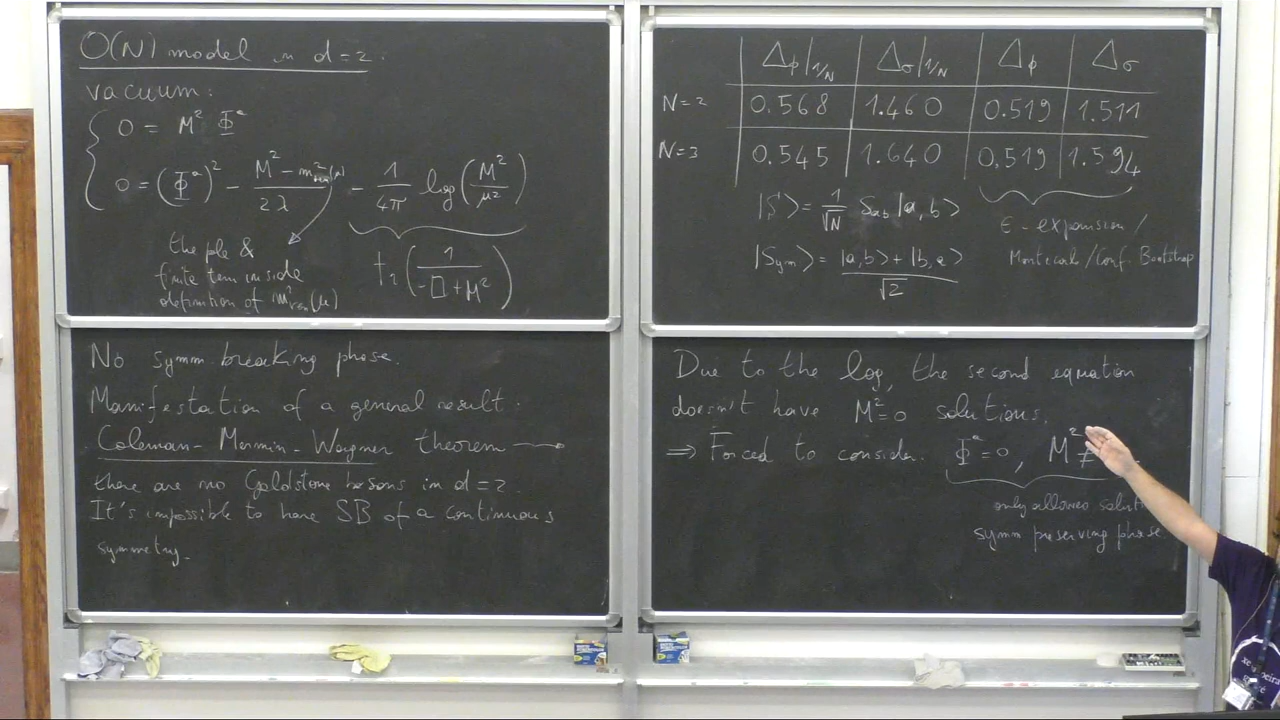 O(N) model in d=2.
vacuum:
0 = M² Φᵃ
0 = (Φᵃ)² - (M² - m²ren(μ))/2λ - 1/4π log(M²/μ²)
the pole &
finite term inside
definition of m²ren(μ)
t₂(1/(-□+M²))
No symm. breaking phase.
Manifestation of a general result:
Coleman-Mermin-Wagner theorem →
there are no Goldstone bosons in d=2.
It's impossible to have SB of a continuous
symmetry.
Δφ|1/N Δσ|1/N Δφ Δσ
N=2 0.568 1.460 0.519 1.511
N=3 0.545 1.640 0.519 1.594
|S⟩ = 1/√N δab |a,b⟩
|Sym⟩ = (|a,b⟩+|b,a⟩)/√2
ε-expansion/
Montecarlo/Conf. Bootstrap
Due to the log, the second equation
doesn't have M²=0 solutions.
⇒ Forced to consider. Φᵃ=0, M²≠
only allowed
symm preserving phase